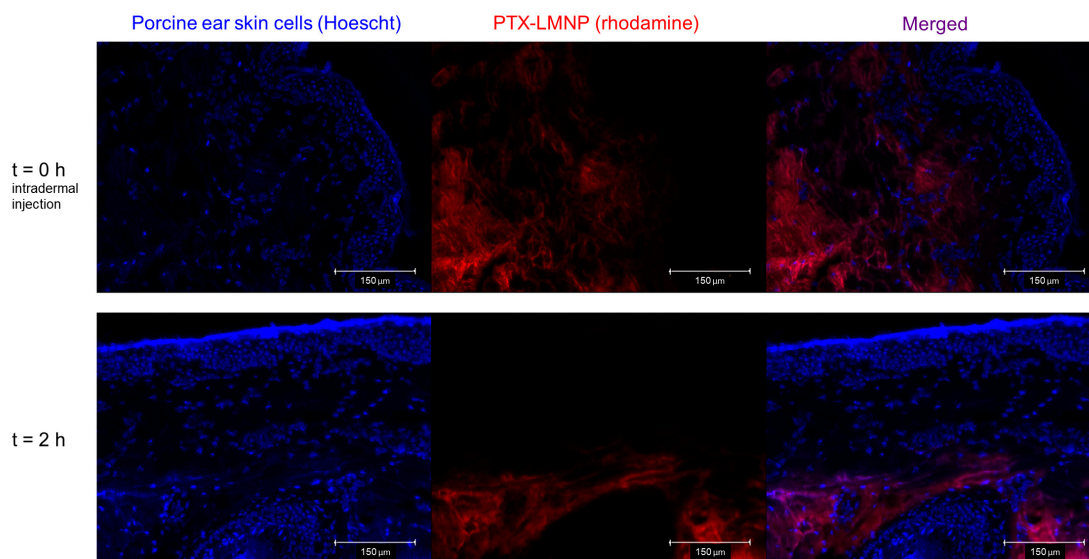 Porcine ear skin cells (Hoescht) PTX-LMNP (rhodamine) Merged
t = 0 h
intradermal
injection
150 µm 150 µm 150 µm
t = 2 h
150 µm 150 µm 150 µm